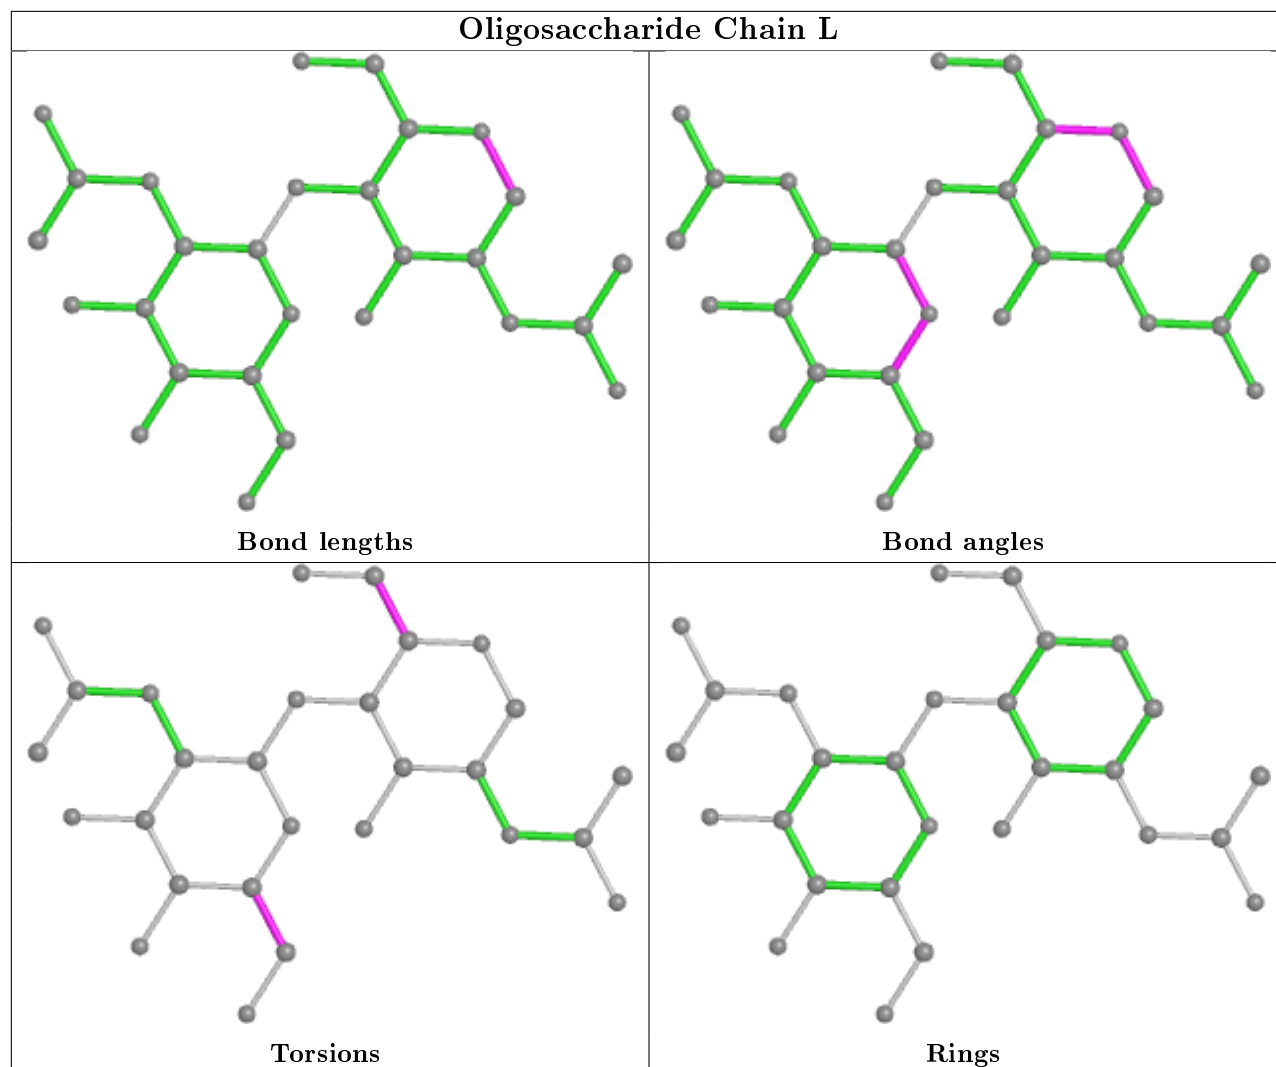 Oligosaccharide Chain L
Bond lengths
Bond angles
Torsions
Rings